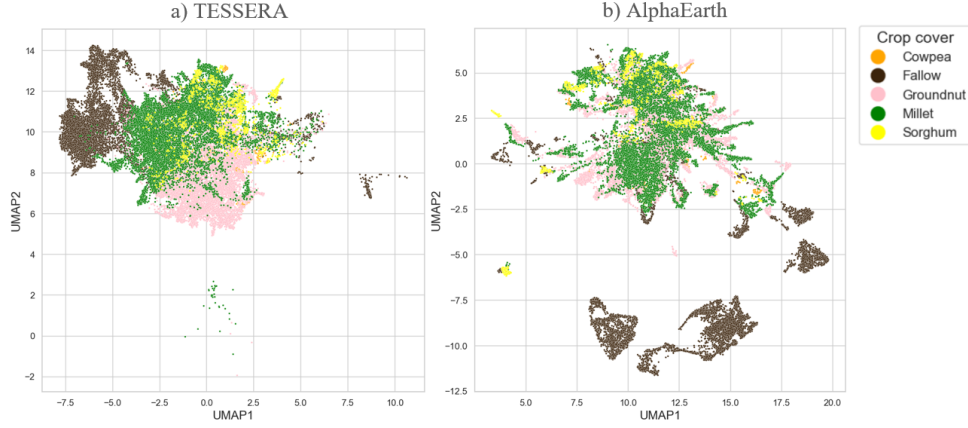 a) TESSERA
b) AlphaEarth
Crop cover
Cowpea
Fallow
Groundnut
Millet
Sorghum
UMAP2
14
12
10
8
6
4
2
0
−2
−7.5 −5.0 −2.5 0.0 2.5 5.0 7.5 10.0
UMAP1
UMAP2
5.0
2.5
0.0
−2.5
−5.0
−7.5
−10.0
−12.5
5.0 7.5 10.0 12.5 15.0 17.5 20.0
UMAP1